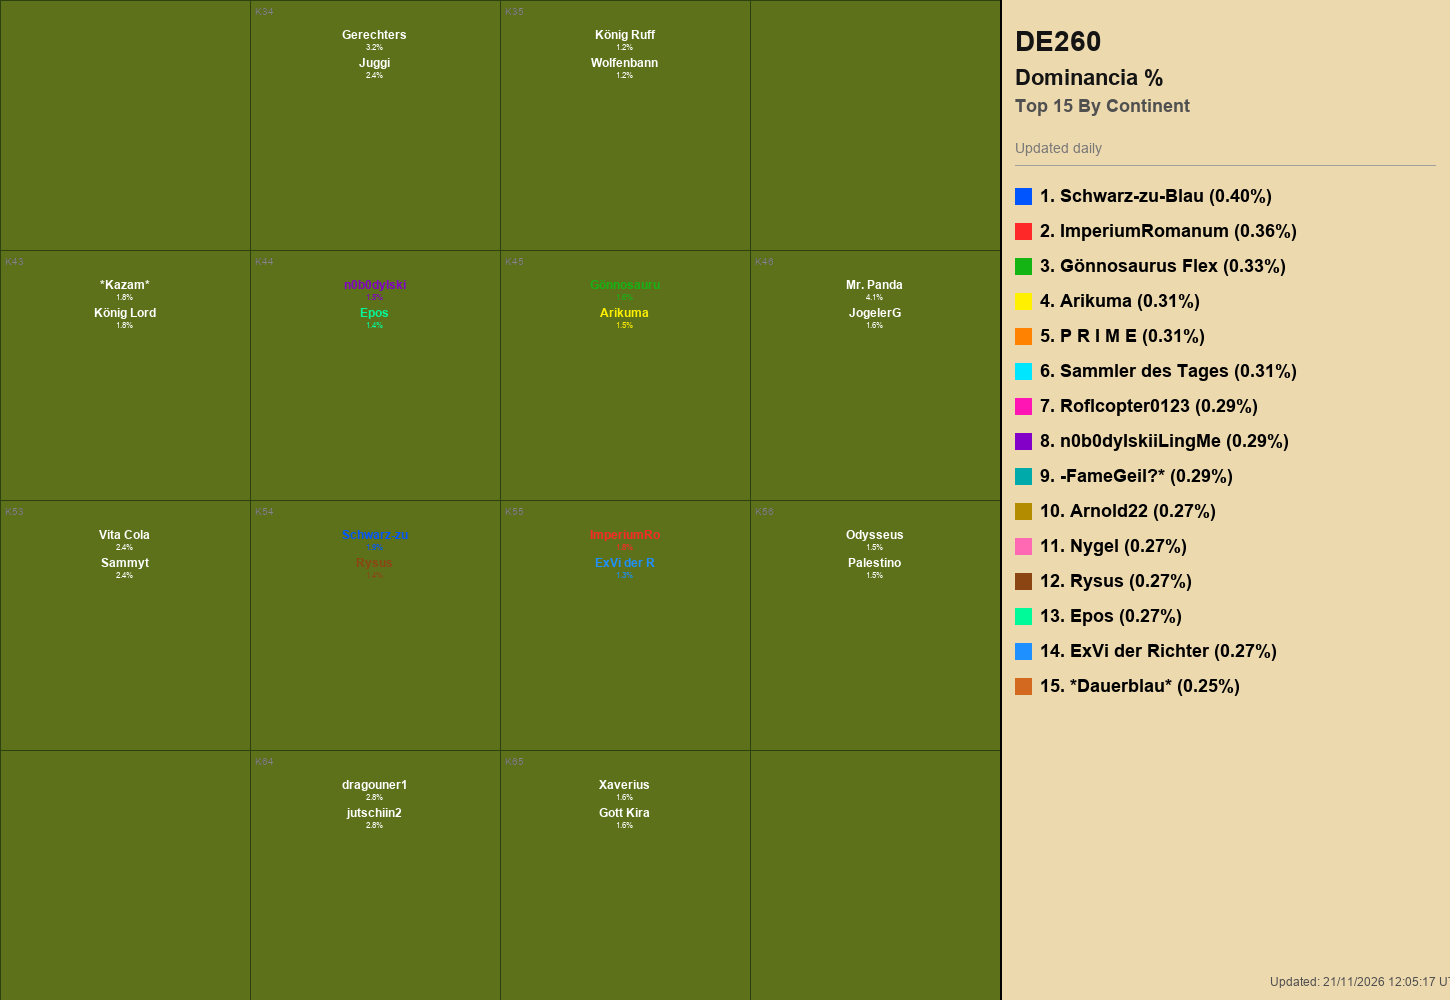 K34
Gerechters
3.2%
Juggi
2.4%
K35
König Ruff
1.2%
Wolfenbann
1.2%
K43
*Kazam*
1.8%
König Lord
1.8%
K44
n0b0dylski
Epos
1.4%
K45
Gönnosauru
Arikuma
1.5%
K46
Mr. Panda
4.1%
JogelerG
1.6%
K53
Vita Cola
2.4%
Sammyt
2.4%
K54
Schwarz-zu
Rysus
K55
ImperiumRo
ExVi der R
K56
Odysseus
1.5%
Palestino
1.5%
K64
dragouner1
2.8%
jutschiin2
2.8%
K65
Xaverius
1.6%
Gott Kira
1.6%
DE260
Dominancia %
Top 15 By Continent
Updated daily
1. Schwarz-zu-Blau (0.40%)
2. ImperiumRomanum (0.36%)
3. Gönnosaurus Flex (0.33%)
4. Arikuma (0.31%)
5. P R I M E (0.31%)
6. Sammler des Tages (0.31%)
7. Roflcopter0123 (0.29%)
8. n0b0dylskiiLingMe (0.29%)
9. -FameGeil?* (0.29%)
10. Arnold22 (0.27%)
11. Nygel (0.27%)
12. Rysus (0.27%)
13. Epos (0.27%)
14. ExVi der Richter (0.27%)
15. *Dauerblau* (0.25%)
Updated: 21/11/2026 12:05:17